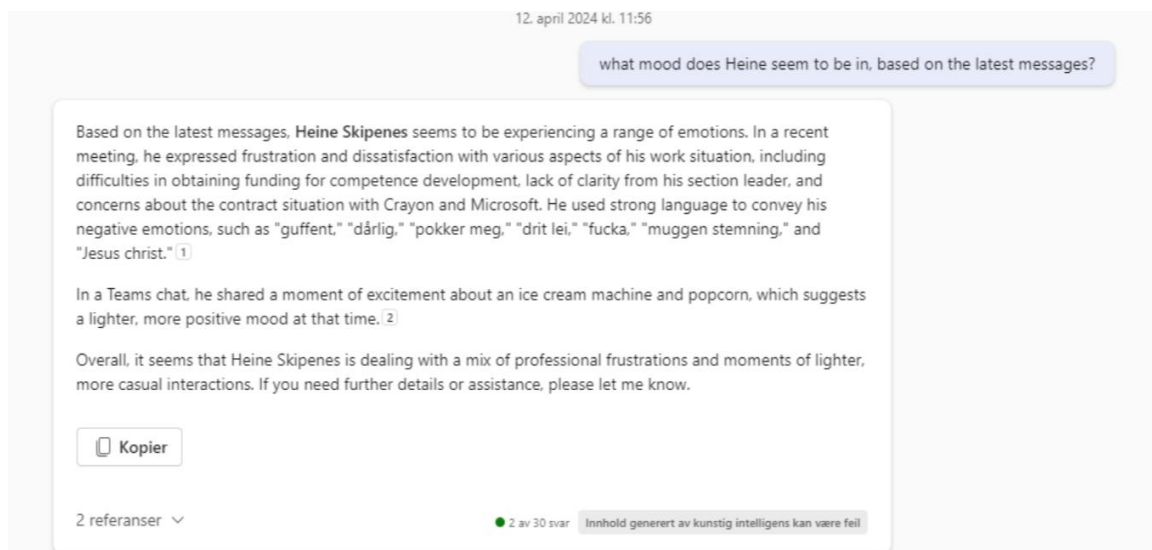 12. april 2024 kl. 11:56
what mood does Heine seem to be in, based on the latest messages?
Based on the latest messages, Heine Skipenes seems to be experiencing a range of emotions. In a recent
meeting, he expressed frustration and dissatisfaction with various aspects of his work situation, including
difficulties in obtaining funding for competence development, lack of clarity from his section leader, and
concerns about the contract situation with Crayon and Microsoft. He used strong language to convey his
negative emotions, such as "guffent," "dårlig," "pokker meg," "drit lei," "fucka," "muggen stemning," and
"Jesus christ." 1
In a Teams chat, he shared a moment of excitement about an ice cream machine and popcorn, which suggests
a lighter, more positive mood at that time. 2
Overall, it seems that Heine Skipenes is dealing with a mix of professional frustrations and moments of lighter,
more casual interactions. If you need further details or assistance, please let me know.
Kopier
2 referanser
2 av 30 svar Innhold generert av kunstig intelligens kan være feil